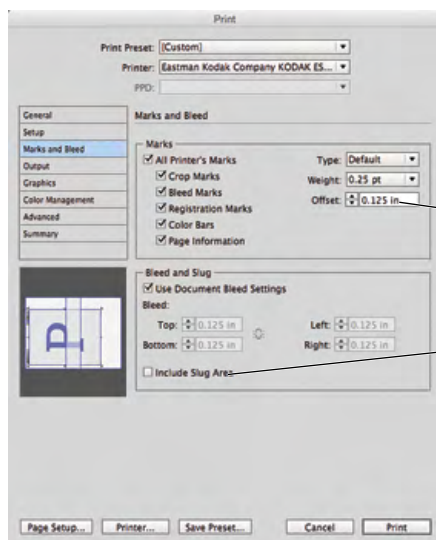 Print
Print Preset: [Custom]
Printer: Eastman Kodak Company KODAK ES...
PPD:
General
Setup
Marks and Bleed
Output
Graphics
Color Management
Advanced
Summary
Marks and Bleed
Marks
All Printer's Marks
Crop Marks
Bleed Marks
Registration Marks
Color Bars
Page Information
Type: Default
Weight: 0.25 pt
Offset: 0.125 in
Bleed and Slug
Use Document Bleed Settings
Bleed:
Top: 0.125 in
Bottom: 0.125 in
Left: 0.125 in
Right: 0.125 in
Include Slug Area
P
Page Setup... Printer... Save Preset... Cancel Print